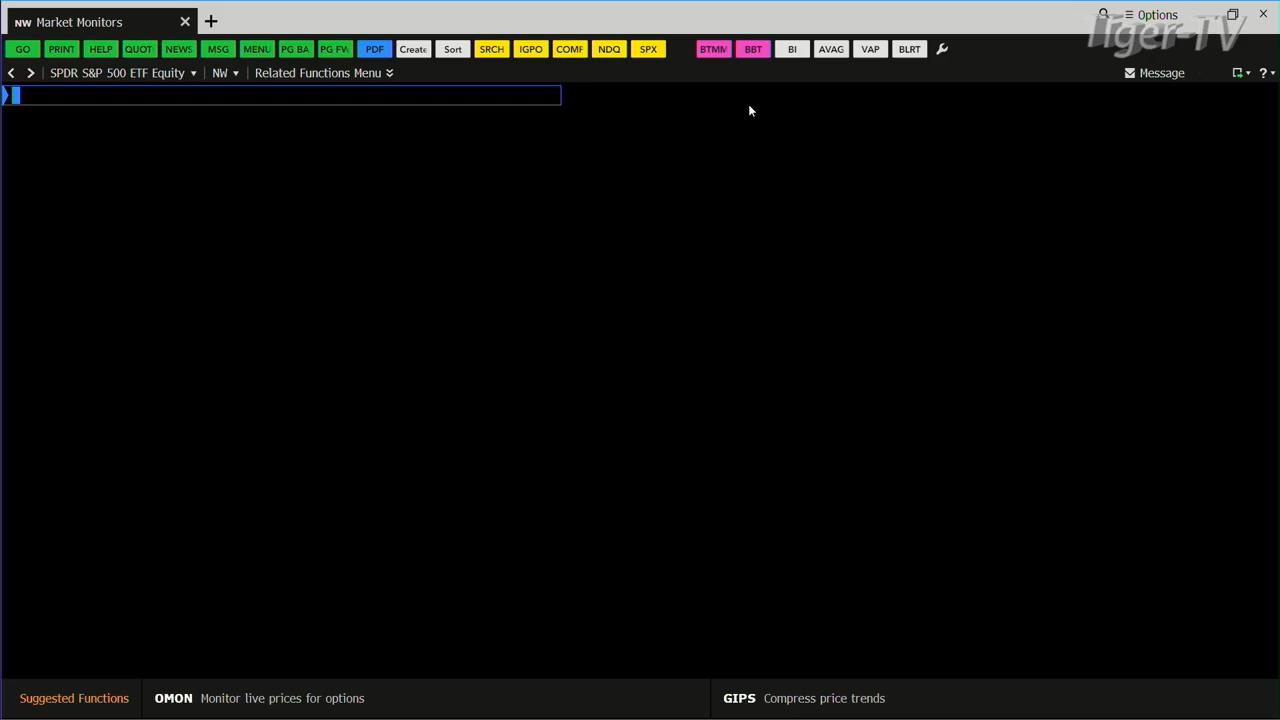 NW Market Monitors
Options
Tiger-TV
GO PRINT HELP QUOT NEWS MSG MENU PG BA PG FW PDF Create Sort SRCH IGPO COMF NDQ SPX BTMM BBT BI AVAG VAP BLRT
SPDR S&P 500 ETF Equity NW Related Functions Menu Message ?
Suggested Functions OMON Monitor live prices for options GIPS Compress price trends